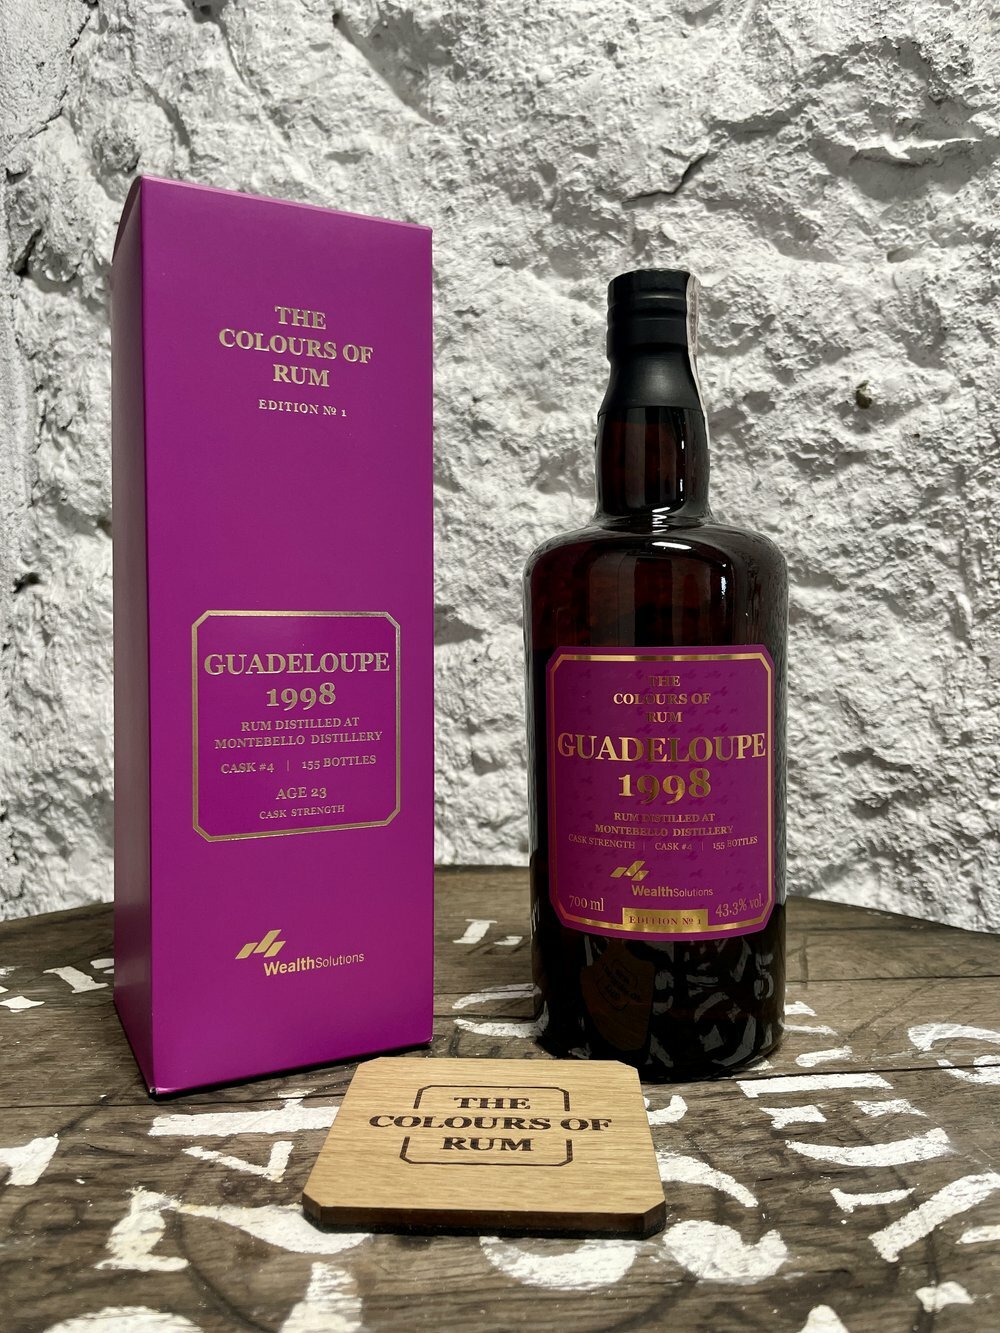 THE
COLOURS OF
RUM
EDITION № 1
GUADELOUPE
1998
RUM DISTILLED AT
MONTEBELLO DISTILLERY
CASK #4 | 155 BOTTLES
AGE 23
CASK STRENGTH
WealthSolutions
THE
COLOURS OF
RUM
GUADELOUPE
1998
RUM DISTILLED AT
MONTEBELLO DISTILLERY
CASK STRENGTH | CASK #4 | 155 BOTTLES
WealthSolutions
700 ml
EDITION № 1
43.3% vol.
THE
COLOURS OF
RUM